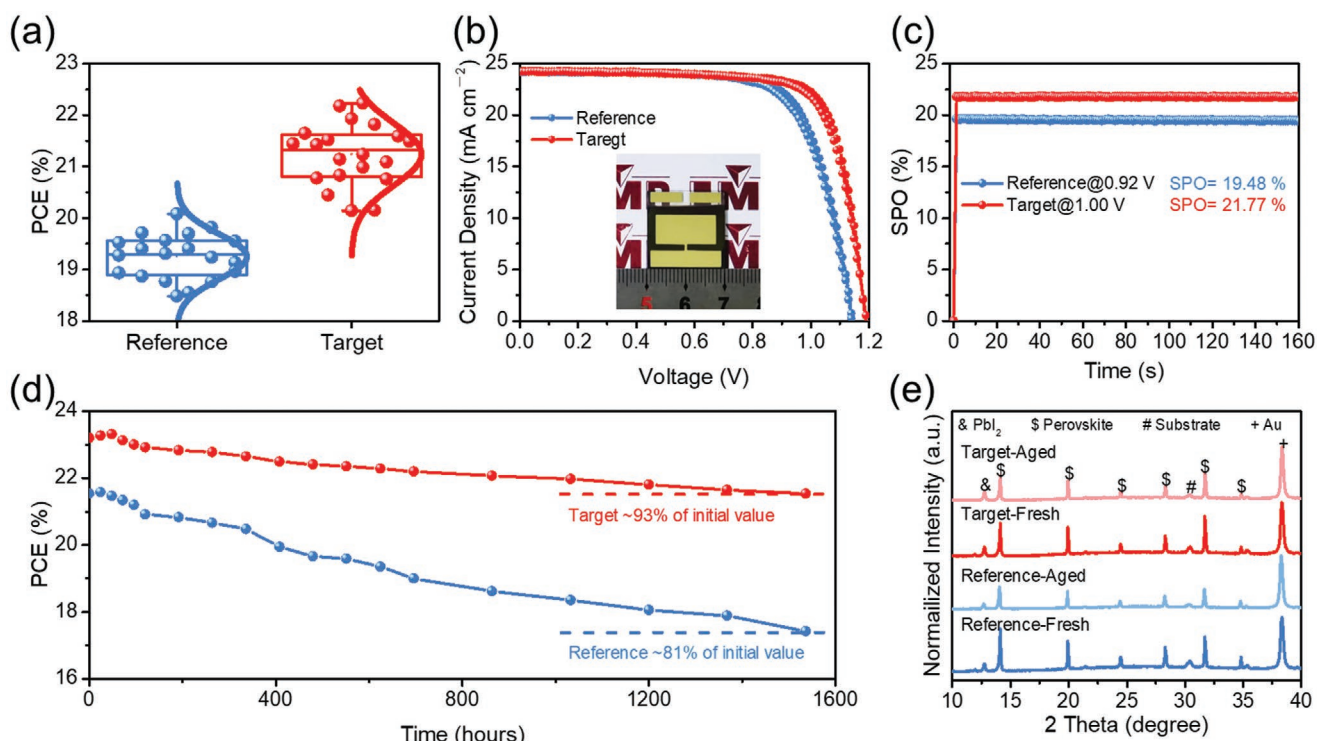 (a)
23
22
21
20
19
18
PCE (%)
Reference
Target
(b)
25
20
15
10
5
0
Current Density (mA cm⁻²)
Reference
Taregt
5 6 7
0.0 0.2 0.4 0.6 0.8 1.0 1.2
Voltage (V)
(c)
25
20
15
10
5
0
SPO (%)
Reference@0.92 V SPO= 19.48 %
Target@1.00 V SPO= 21.77 %
0 20 40 60 80 100 120 140 160
Time (s)
(d)
24
22
20
18
16
PCE (%)
Target ~93% of initial value
Reference ~81% of initial value
0 400 800 1200 1600
Time (hours)
(e)
Normailized Intensity (a.u.)
& PbI₂ $ Perovskite # Substrate + Au
Target-Aged
& $ $ $ $ # $ $ +
Target-Fresh
Reference-Aged
Reference-Fresh
10 15 20 25 30 35 40
2 Theta (degree)